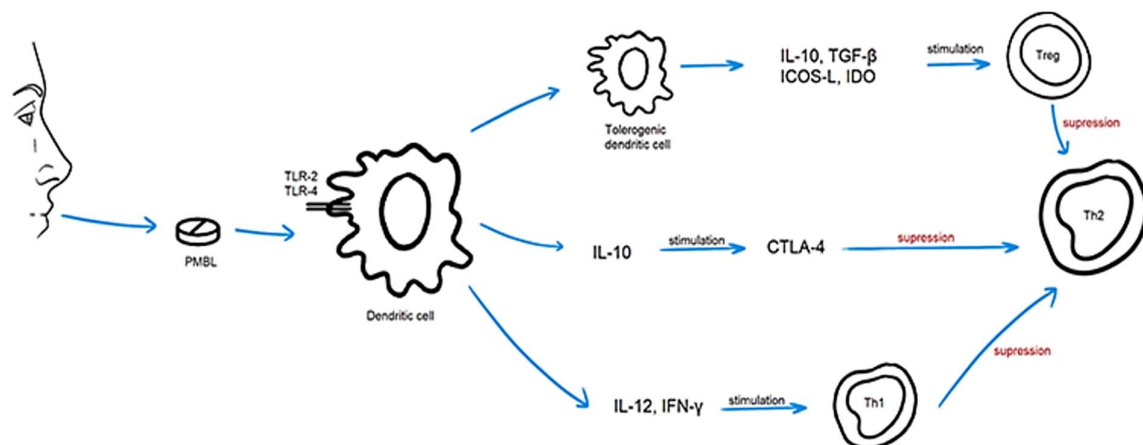 IL-10, TGF-β
ICOS-L, IDO
stimulation
Treg
Tolerogenic
dendritic cell
supression
TLR-2
TLR-4
PMBL
Dendritic cell
IL-10
stimulation
CTLA-4
supression
Th2
IL-12, IFN-γ
stimulation
Th1
supression